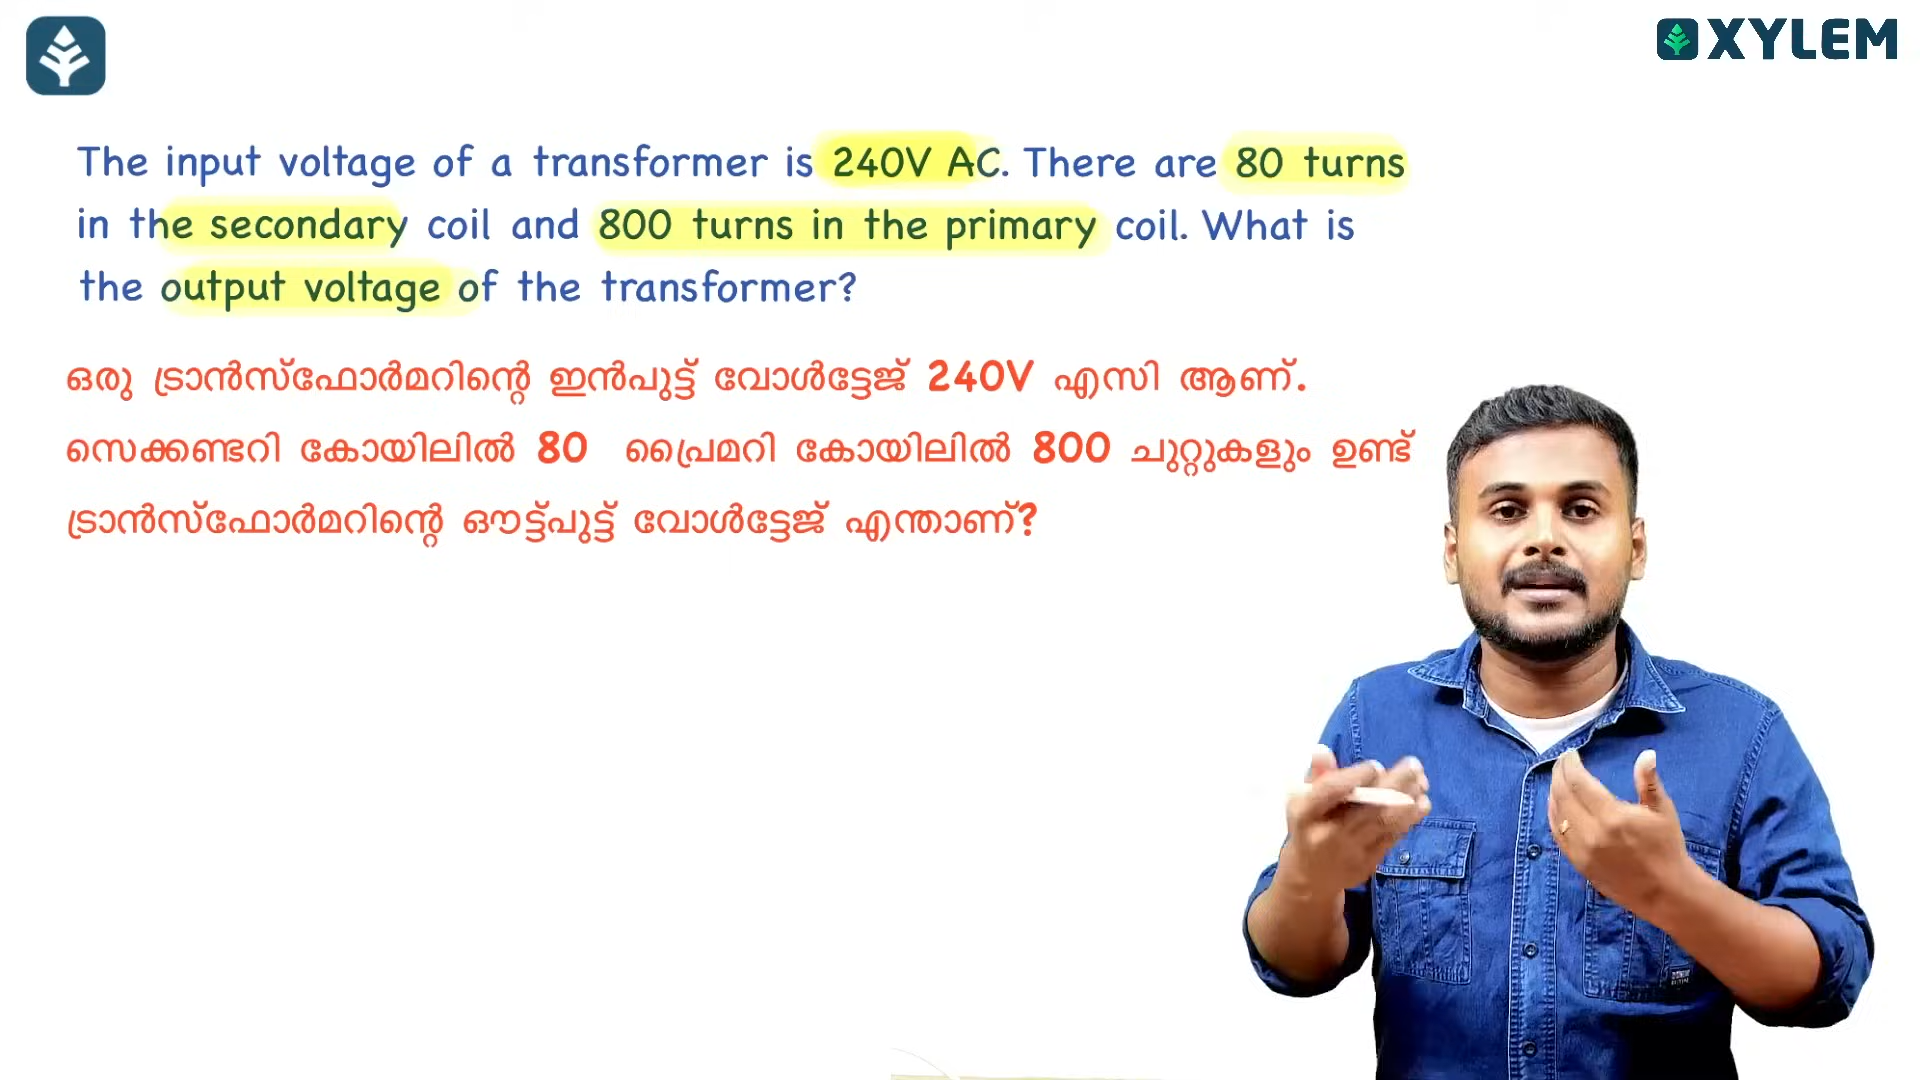 XYLEM
The input voltage of a transformer is 240V AC. There are 80 turns
in the secondary coil and 800 turns in the primary coil. What is
the output voltage of the transformer?
ഒരു ട്രാൻസ്ഫോർമറിന്റെ ഇൻപുട്ട് വോൾട്ടേജ് 240V എസി ആണ്.
സെക്കണ്ടറി കോയിലിൽ 80 പ്രൈമറി കോയിലിൽ 800 ചുറ്റുകളും ഉണ്ട്
ട്രാൻസ്ഫോർമറിന്റെ ഔട്ട്പുട്ട് വോൾട്ടേജ് എന്താണ്?